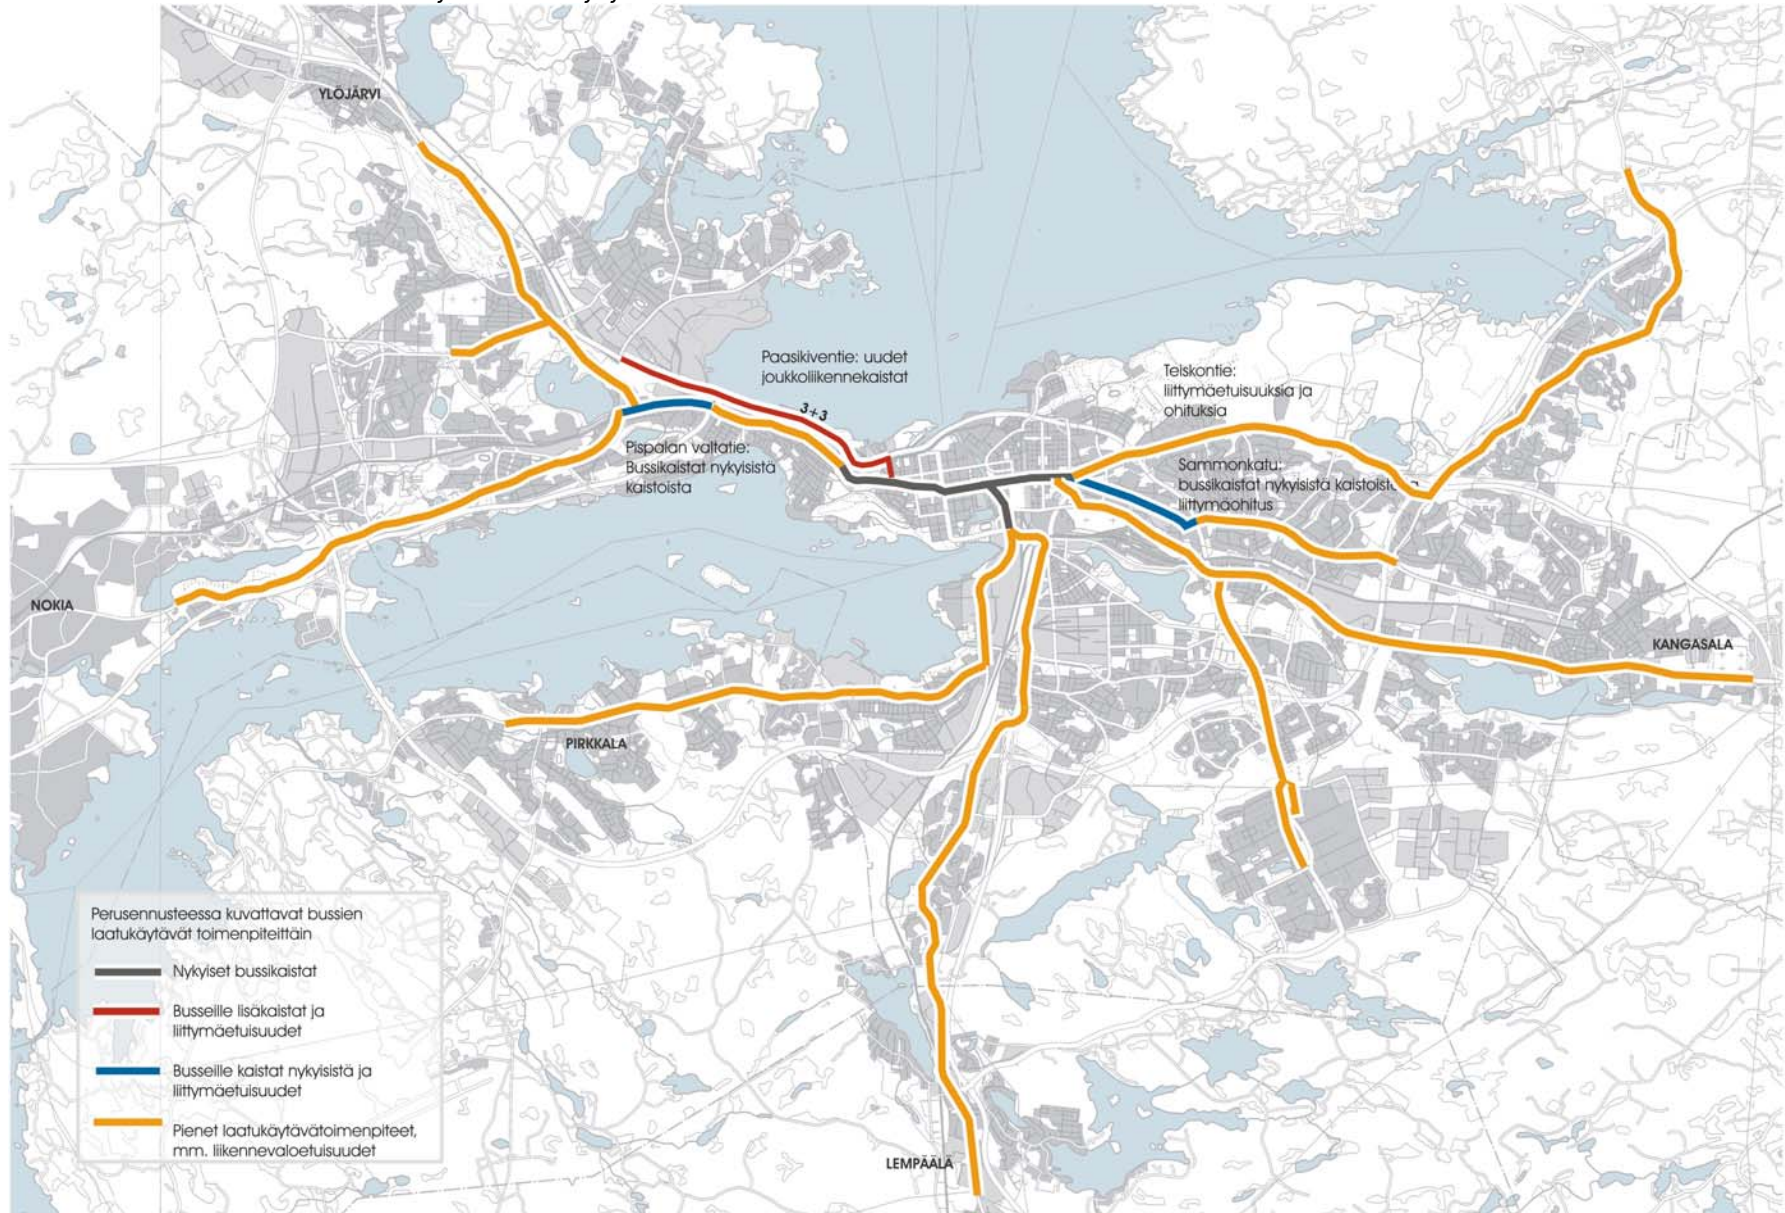 YLÖJÄRVI
Paasikiventie: uudet
joukkoliikennekaistat
3+3
Teiskontie:
liittymäetuisuuksia ja
ohituksia
Pispalan valtatie:
Bussikaistat nykyisistä
kaistoista
Sammonkatu:
bussikaistat nykyisistä kaistoista
liittymäohitus
NOKIA
KANGASALA
PIRKKALA
Perusennusteessa kuvattavat bussien
laatukäytävät toimenpiteittäin
Nykyiset bussikaistat
Busseille lisäkaistat ja
liittymäetuisuudet
Busseille kaistat nykyisistä ja
liittymäetuisuudet
Pienet laatukäytävätoimenpiteet,
mm. liikennevaloetuisuudet
LEMPÄÄLÄ